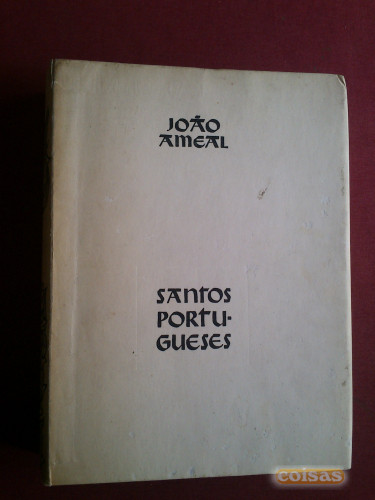 JOÃO
AMEAL
SANTOS
PORTU-
GUESES
coisas